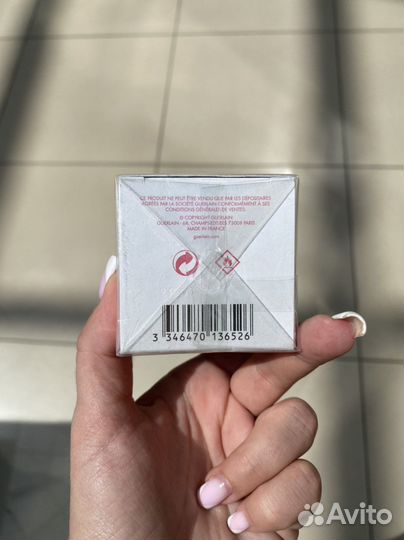 CE PRODUIT NE PEUT ÊTRE VENDU QUE PAR LES DÉPOSITAIRES
AGRÉÉS PAR LA SOCIÉTÉ GUERLAIN CONFORMÉMENT À SES
CONDITIONS GÉNÉRALES DE VENTES.
© COPYRIGHT GUERLAIN
GUERLAIN - 68, CHAMPS-ELYSÉES 75008 PARIS
MADE IN FRANCE
guerlain.com
3 346470 136526
Avito